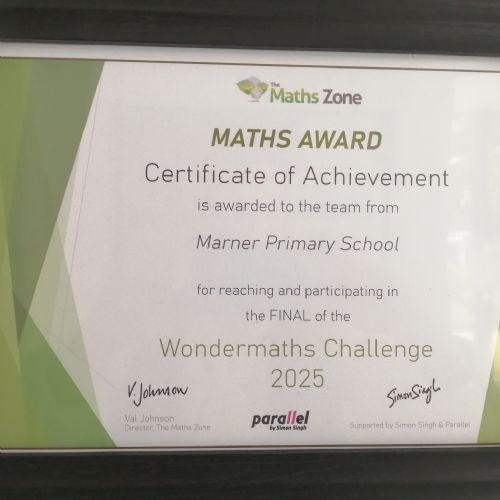 The
Maths Zone
MATHS AWARD
Certificate of Achievement
is awarded to the team from
Marner Primary School
for reaching and participating in
the FINAL of the
Wondermaths Challenge
2025
V. Johnson
Simon Singh
Val Johnson
Director, The Maths Zone
parallel
by Simon Singh
Supported by Simon Singh & Parallel